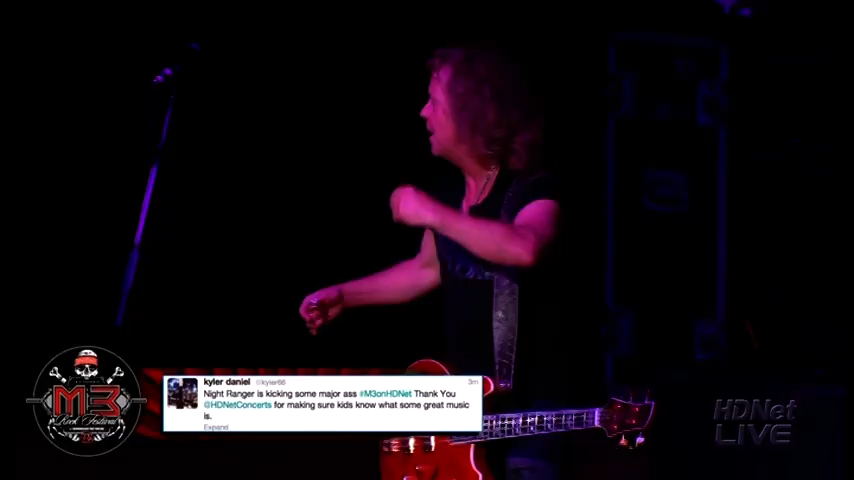 M3
Rock Festival
kyler daniel @kyler66 3m
Night Ranger is kicking some major ass #M3onHDNet Thank You
@HDNetConcerts for making sure kids know what some great music
is.
Expand
HDNet
LIVE